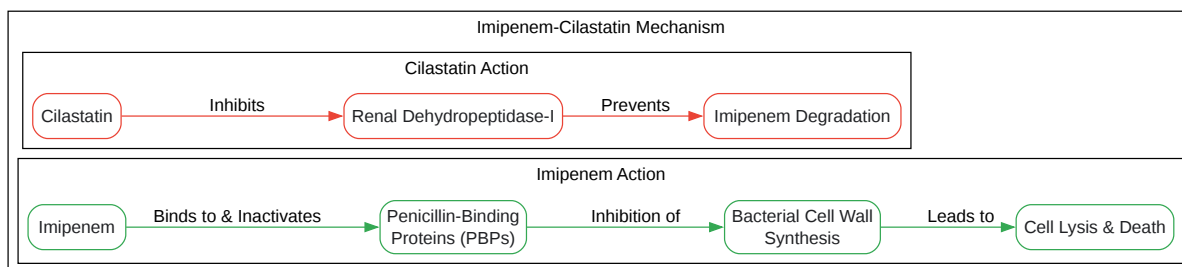 Imipenem-Cilastatin Mechanism
Cilastatin Action
Cilastatin
Inhibits
Renal Dehydropeptidase-I
Prevents
Imipenem Degradation
Imipenem Action
Imipenem
Binds to & Inactivates
Penicillin-Binding
Proteins (PBPs)
Inhibition of
Bacterial Cell Wall
Synthesis
Leads to
Cell Lysis & Death